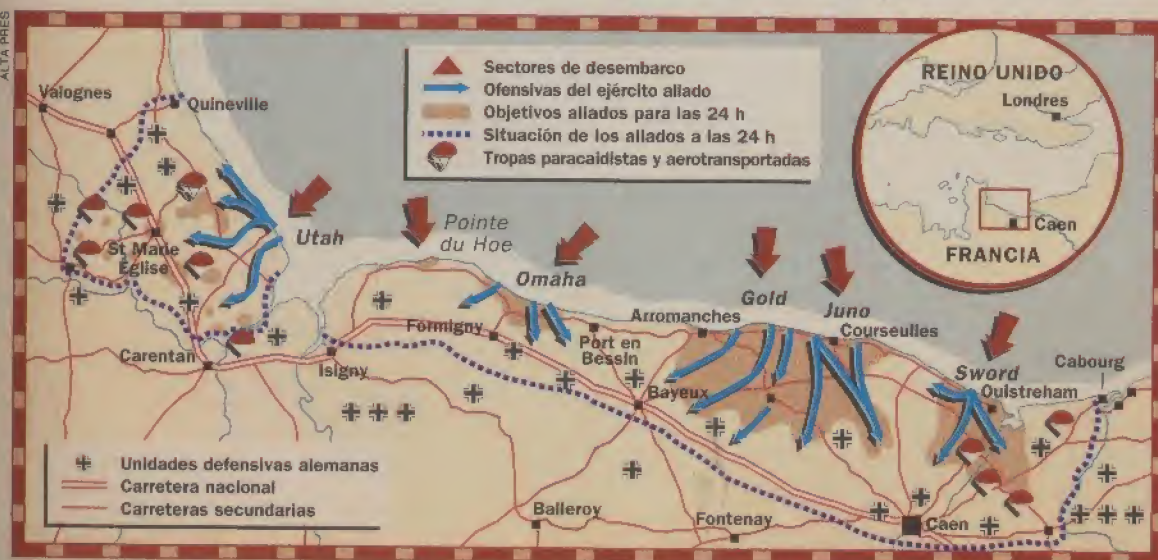 ALTA PRES
Sectores de desembarco
Ofensivas del ejército aliado
Objetivos aliados para las 24 h
Situación de los aliados a las 24 h
Tropas paracaidistas y aerotransportadas
REINO UNIDO
Londres
Caen
FRANCIA
Valognes
Quineville
Utah
St Marie
Église
Pointe
du Hoe
Omaha
Gold
Juno
Arromanches
Courseulles
Formigny
Port en
Bessin
Sword
Cabourg
Ouistreham
Carentan
Isigny
Bayeux
Unidades defensivas alemanas
Carretera nacional
Carreteras secundarias
Balleroy
Fontenay
Caen